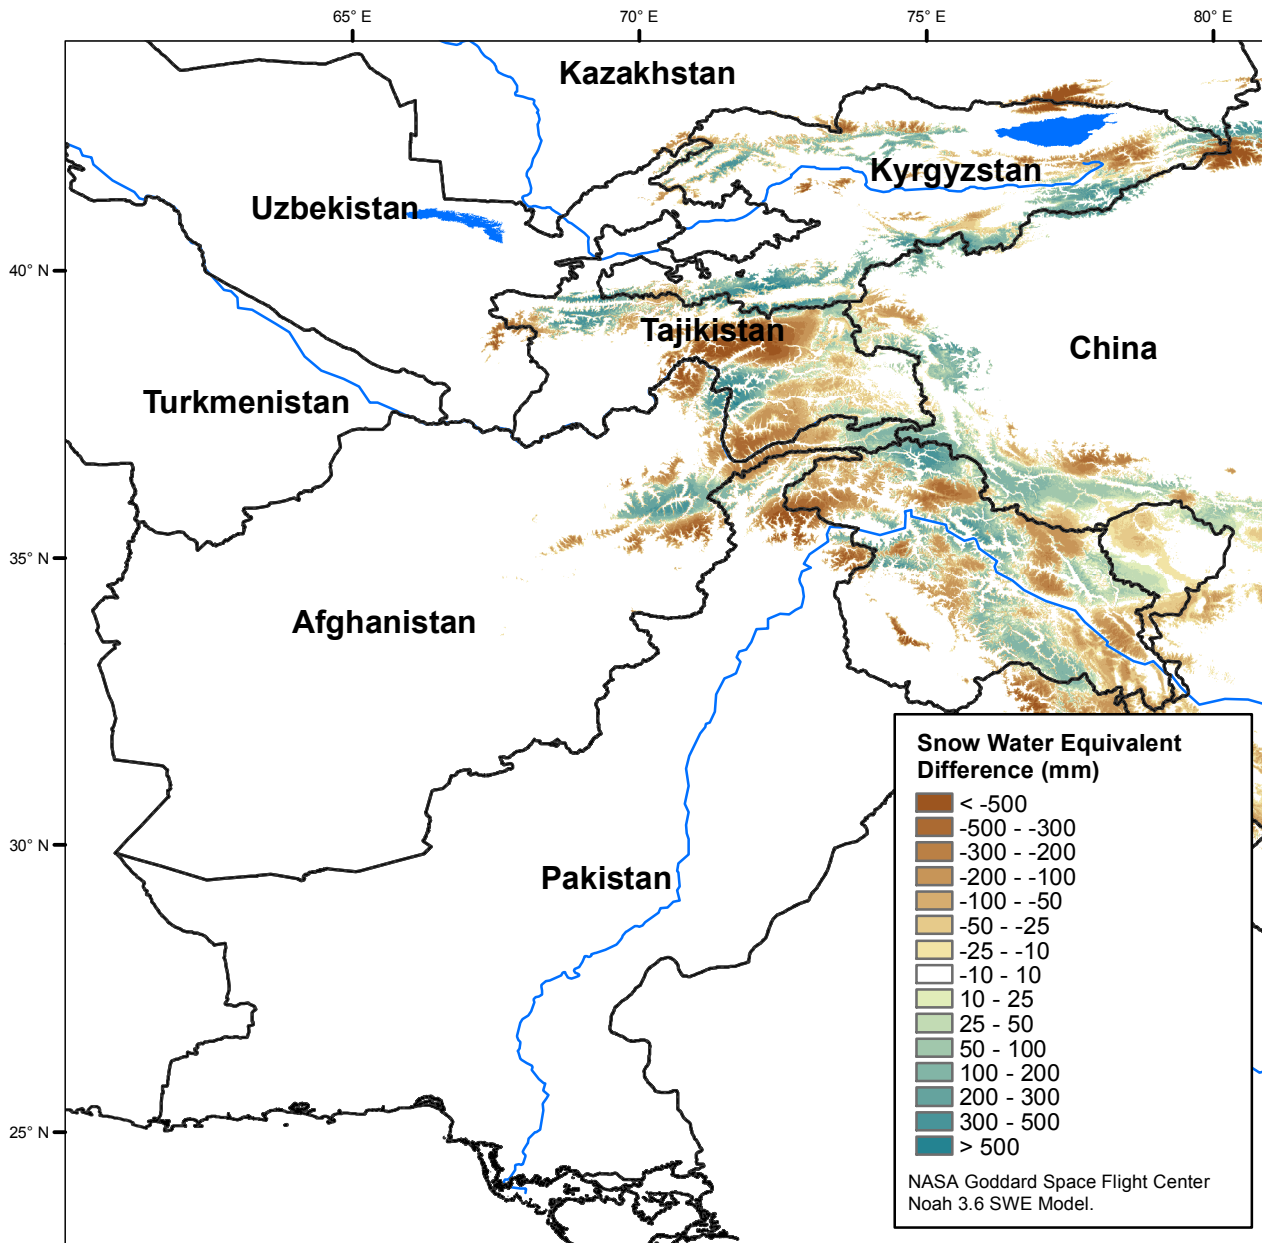 65° E
70° E
75° E
80° E
Kazakhstan
Kyrgyzstan
Uzbekistan
40° N
Tajikistan
China
Turkmenistan
35° N
Afghanistan
30° N
Pakistan
25° N
Snow Water Equivalent
Difference (mm)
< -500
-500 - -300
-300 - -200
-200 - -100
-100 - -50
-50 - -25
-25 - -10
-10 - 10
10 - 25
25 - 50
50 - 100
100 - 200
200 - 300
300 - 500
> 500
NASA Goddard Space Flight Center
Noah 3.6 SWE Model.